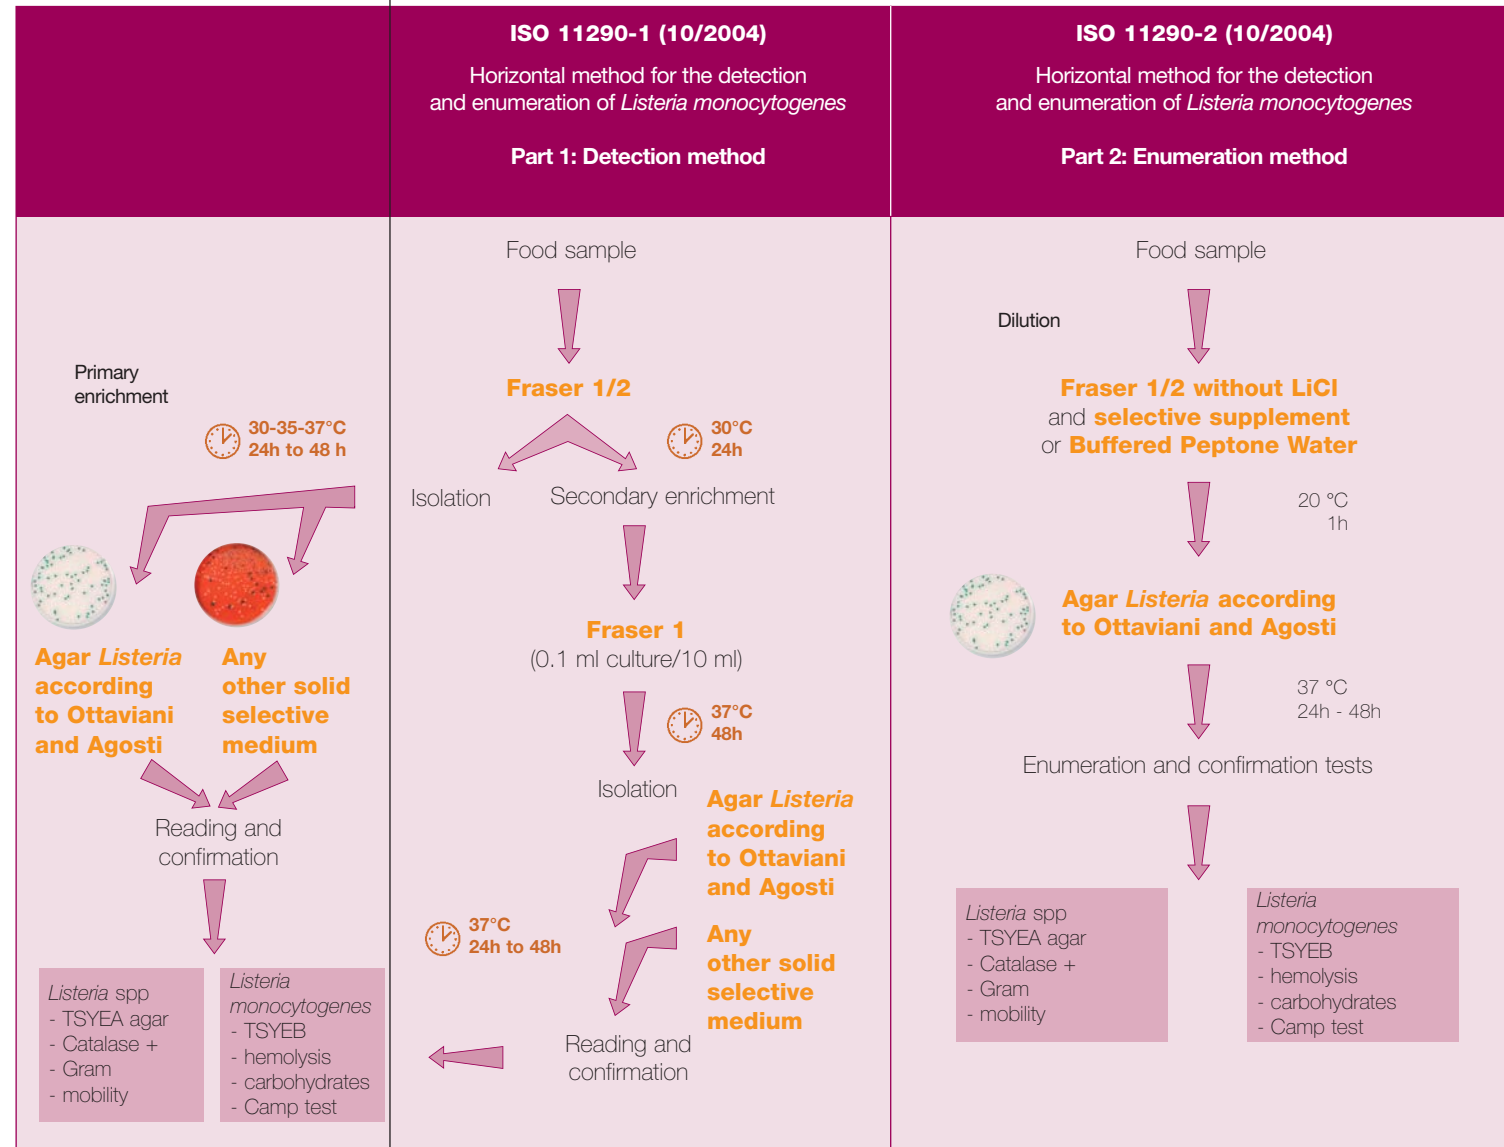 ISO 11290-1 (10/2004)
Horizontal method for the detection
and enumeration of Listeria monocytogenes
Part 1: Detection method
ISO 11290-2 (10/2004)
Horizontal method for the detection
and enumeration of Listeria monocytogenes
Part 2: Enumeration method
Primary
enrichment
30-35-37°C
24h to 48 h
Agar Listeria
according
to Ottaviani
and Agosti
Any
other solid
selective
medium
Reading and
confirmation
Listeria spp
- TSYEA agar
- Catalase +
- Gram
- mobility
Listeria
monocytogenes
- TSYEB
- hemolysis
- carbohydrates
- Camp test
Food sample
Fraser 1/2
30°C
24h
Isolation
Secondary enrichment
Fraser 1
(0.1 ml culture/10 ml)
37°C
48h
Isolation
Agar Listeria
according
to Ottaviani
and Agosti
37°C
24h to 48h
Any
other solid
selective
medium
Reading and
confirmation
Food sample
Dilution
Fraser 1/2 without LiCl
and selective supplement
or Buffered Peptone Water
20 °C
1h
Agar Listeria according
to Ottaviani and Agosti
37 °C
24h - 48h
Enumeration and confirmation tests
Listeria spp
- TSYEA agar
- Catalase +
- Gram
- mobility
Listeria
monocytogenes
- TSYEB
- hemolysis
- carbohydrates
- Camp test